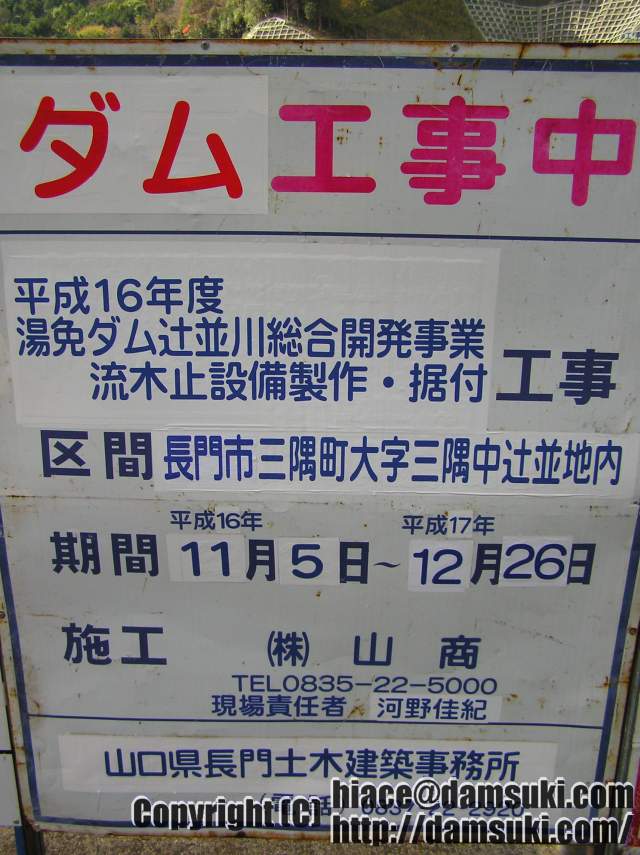 ダム工事中
平成16年度
湯免ダム辻並川総合開発事業
流木止設備製作・据付 工事
区間 長門市三隅町大字三隅中辻並地内
平成16年 平成17年
期間 11月5日～12月26日
施工 ㈱ 山商
TEL0835-22-5000
現場責任者 河野佳紀
山口県長門土木建築事務所
Copyright (C) hiace@damsuki.com
http://damsuki.com/